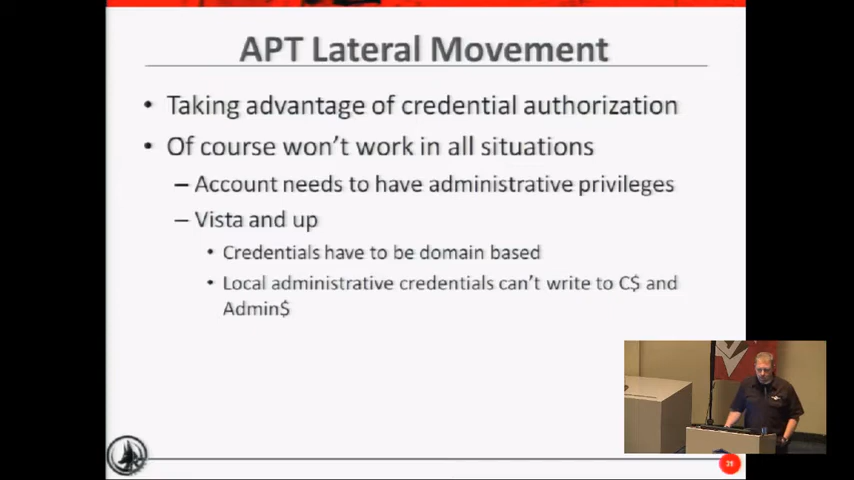 APT Lateral Movement
• Taking advantage of credential authorization
• Of course won't work in all situations
– Account needs to have administrative privileges
– Vista and up
• Credentials have to be domain based
• Local administrative credentials can't write to C$ and
Admin$